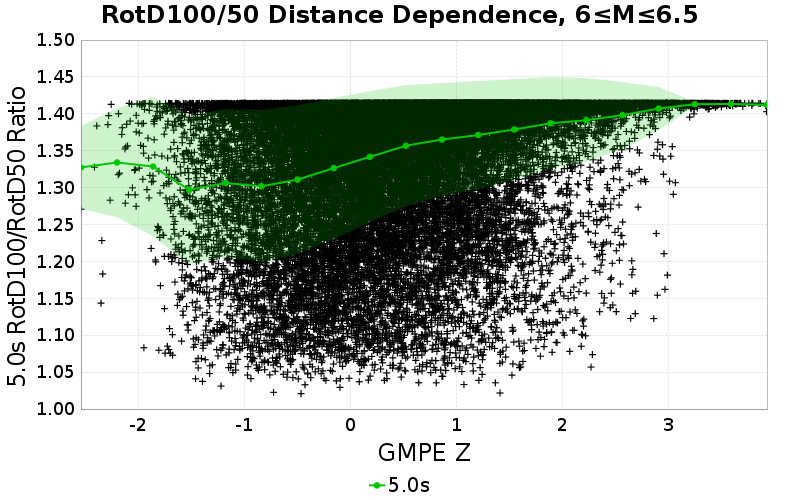 RotD100/50 Distance Dependence, 6≤M≤6.5
5.0s RotD100/RotD50 Ratio
1.50
1.45
1.40
1.35
1.30
1.25
1.20
1.15
1.10
1.05
1.00
-2 -1 0 1 2 3
GMPE Z
5.0s